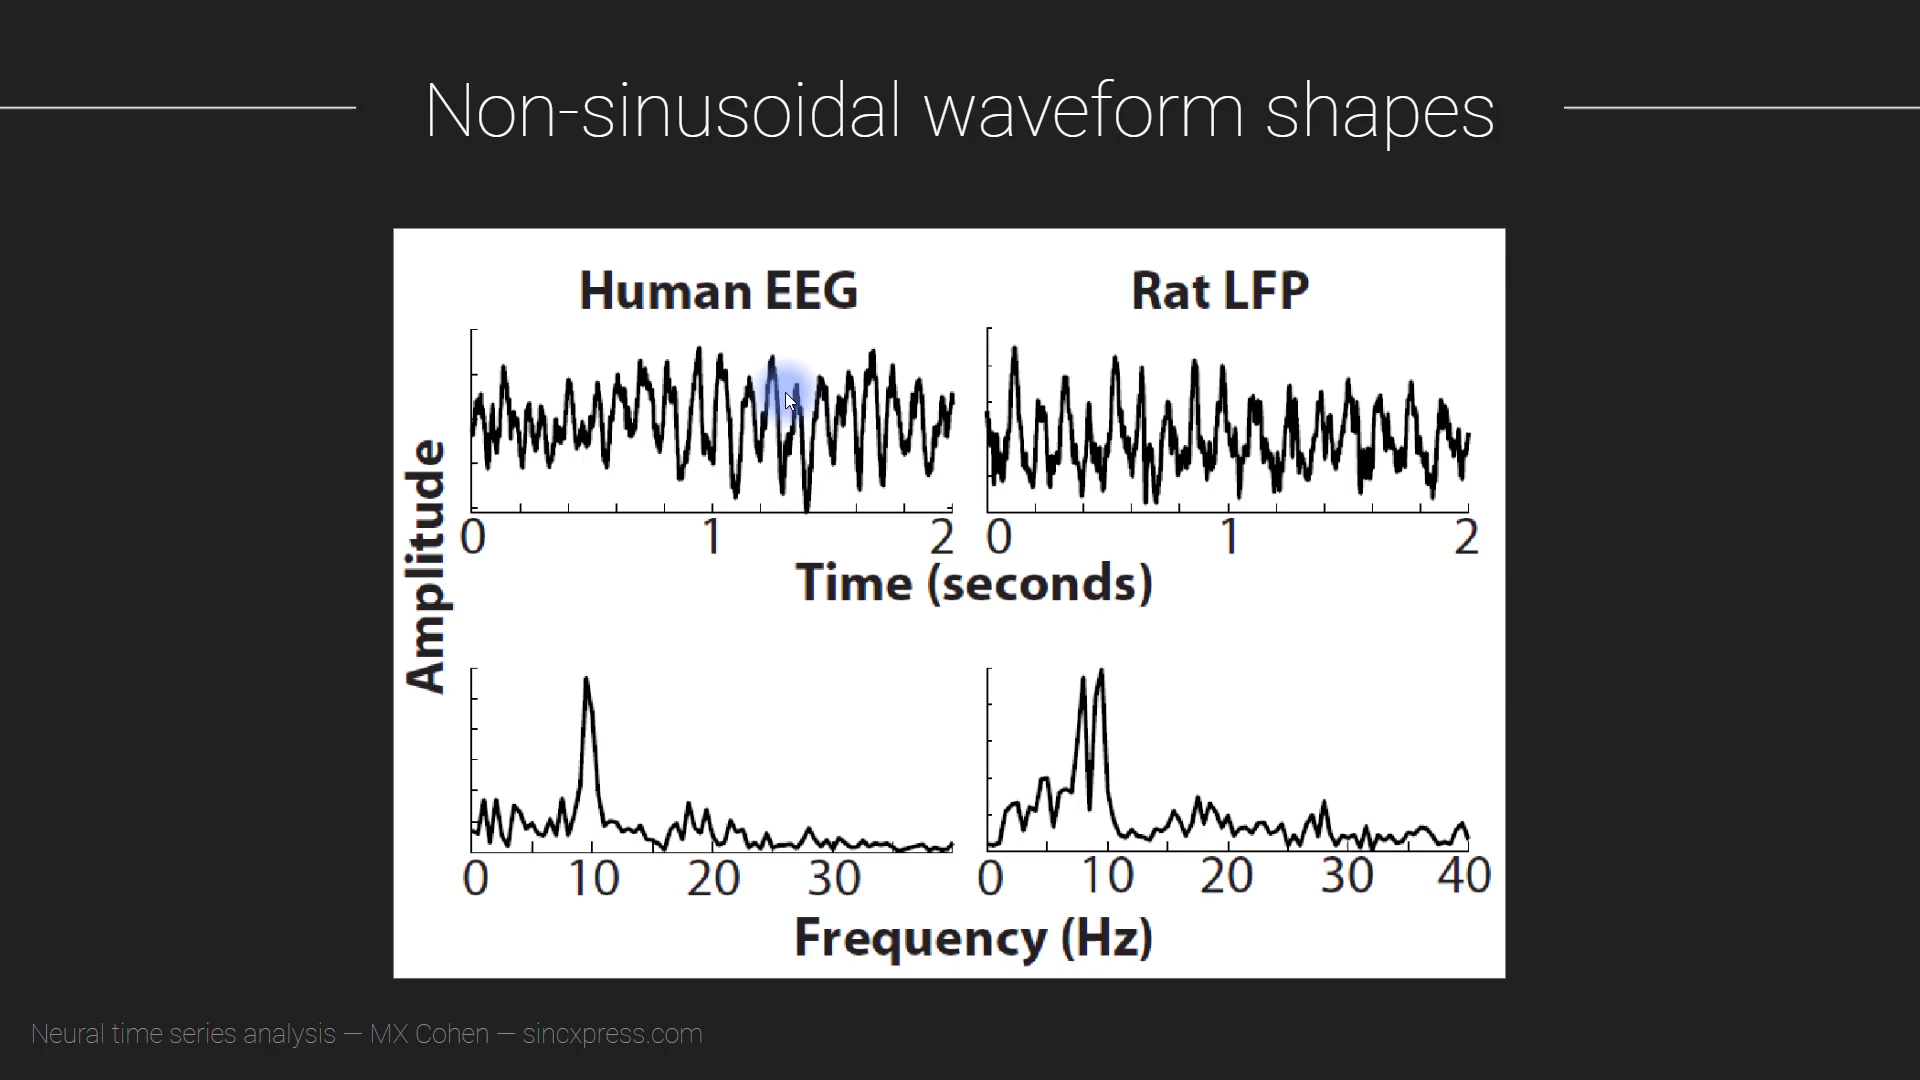 Non-sinusoidal waveform shapes
Human EEG
Rat LFP
Amplitude
0 1 2
0 1 2
Time (seconds)
0 10 20 30
0 10 20 30 40
Frequency (Hz)
Neural time series analysis — MX Cohen — sincxpress.com